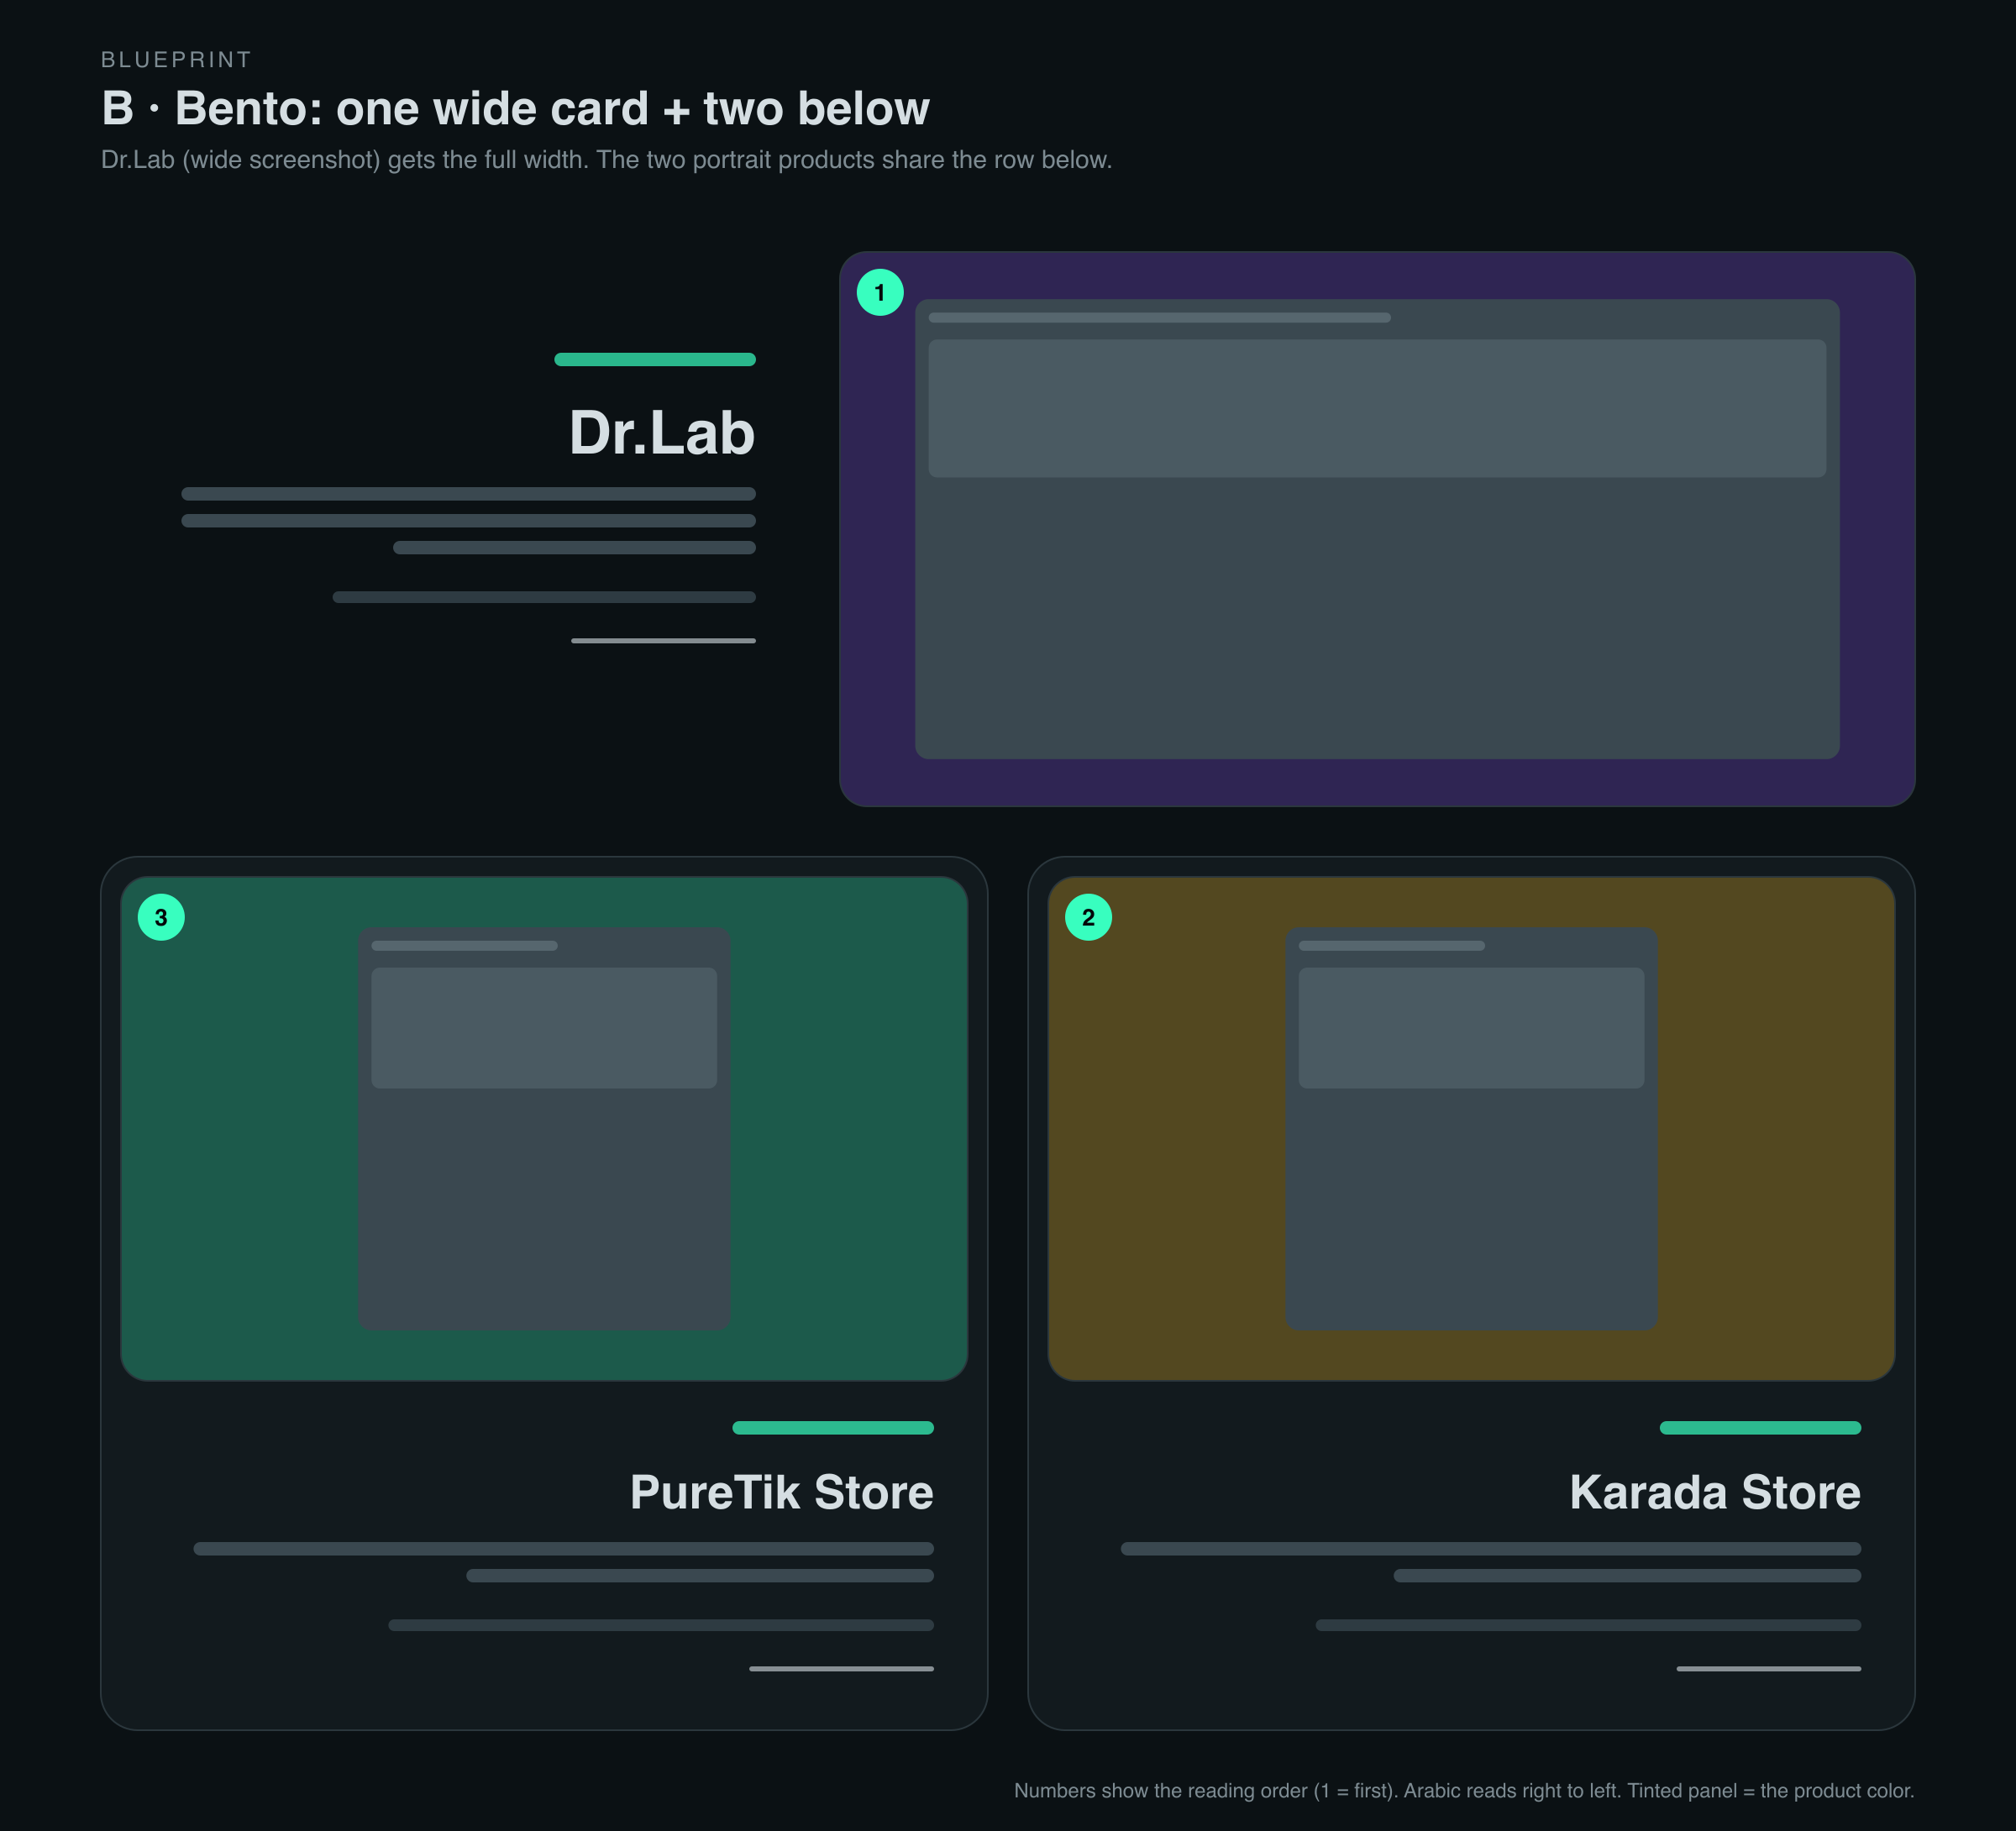 BLUEPRINT
B · Bento: one wide card + two below
Dr.Lab (wide screenshot) gets the full width. The two portrait products share the row below.
1
Dr.Lab
3
2
PureTik Store
Karada Store
Numbers show the reading order (1 = first). Arabic reads right to left. Tinted panel = the product color.